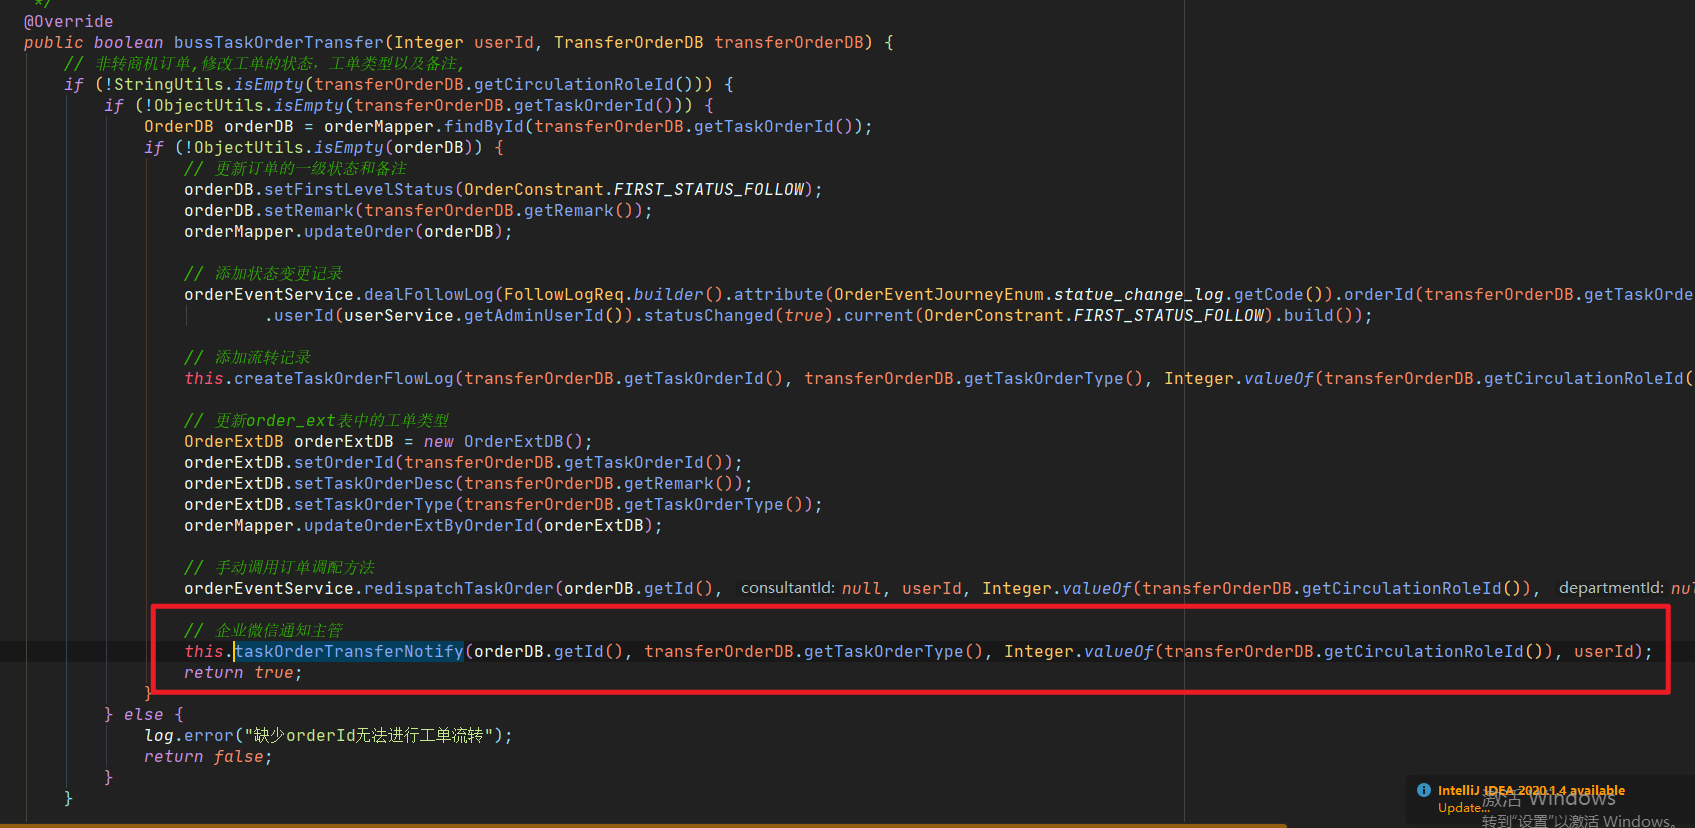 */
@Override
public boolean bussTaskOrderTransfer(Integer userId, TransferOrderDB transferOrderDB) {
// 非转商机订单,修改工单的状态，工单类型以及备注,
if (!StringUtils.isEmpty(transferOrderDB.getCirculationRoleId())) {
if (!ObjectUtils.isEmpty(transferOrderDB.getTaskOrderId())) {
OrderDB orderDB = orderMapper.findById(transferOrderDB.getTaskOrderId());
if (!ObjectUtils.isEmpty(orderDB)) {
// 更新订单的一级状态和备注
orderDB.setFirstLevelStatus(OrderConstrant.FIRST_STATUS_FOLLOW);
orderDB.setRemark(transferOrderDB.getRemark());
orderMapper.updateOrder(orderDB);
// 添加状态变更记录
orderEventService.dealFollowLog(FollowLogReq.builder().attribute(OrderEventJourneyEnum.statue_change_log.getCode()).orderId(transferOrderDB.getTaskOrde
.userId(userService.getAdminUserId()).statusChanged(true).current(OrderConstrant.FIRST_STATUS_FOLLOW).build());
// 添加流转记录
this.createTaskOrderFlowLog(transferOrderDB.getTaskOrderId(), transferOrderDB.getTaskOrderType(), Integer.valueOf(transferOrderDB.getCirculationRoleId(
// 更新order_ext表中的工单类型
OrderExtDB orderExtDB = new OrderExtDB();
orderExtDB.setOrderId(transferOrderDB.getTaskOrderId());
orderExtDB.setTaskOrderDesc(transferOrderDB.getRemark());
orderExtDB.setTaskOrderType(transferOrderDB.getTaskOrderType());
orderMapper.updateOrderExtByOrderId(orderExtDB);
// 手动调用订单调配方法
orderEventService.redispatchTaskOrder(orderDB.getId(), consultantId: null, userId, Integer.valueOf(transferOrderDB.getCirculationRoleId()), departmentId: nul
// 企业微信通知主管
this.taskOrderTransferNotify(orderDB.getId(), transferOrderDB.getTaskOrderType(), Integer.valueOf(transferOrderDB.getCirculationRoleId()), userId);
return true;
}
} else {
log.error("缺少orderId无法进行工单流转");
return false;
}
}
IntelliJ IDEA 2020.1.4 available
Update...
激活 Windows
转到"设置"以激活 Windows。